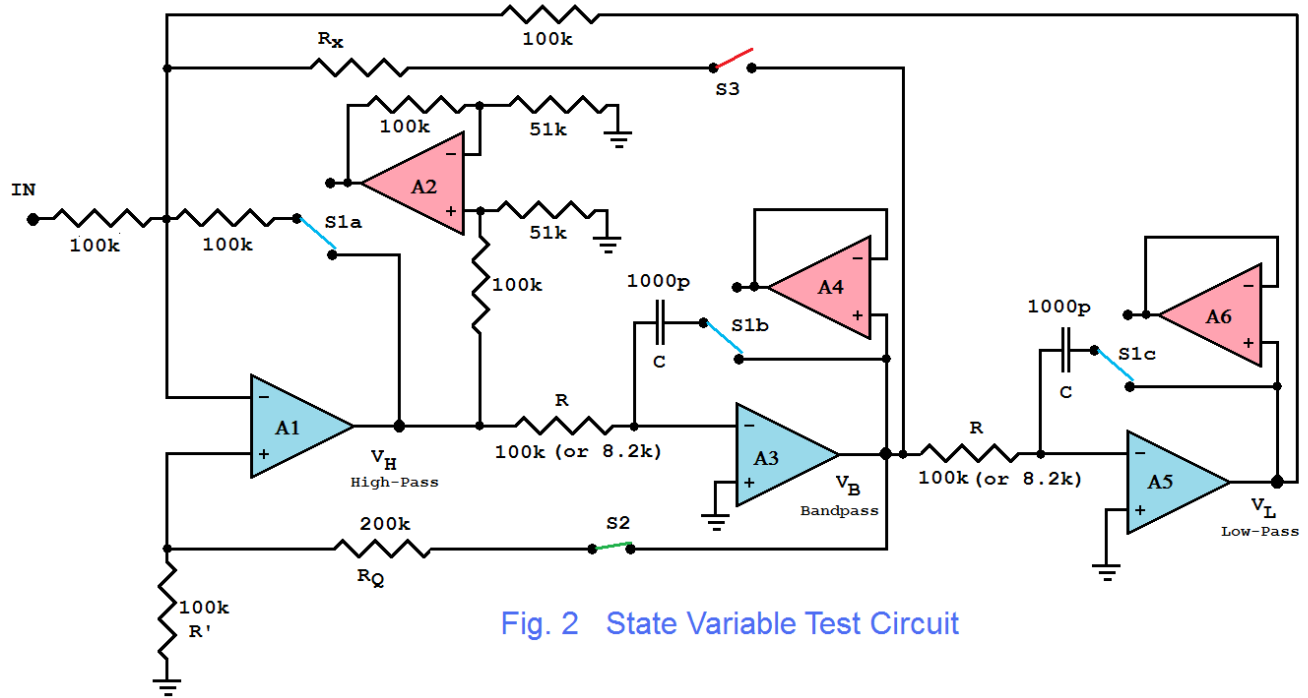 100k
Rx
S3
100k
51k
IN
A2
S1a
51k
100k
100k
100k
1000p
A4
S1b
C
1000p
A6
S1c
C
A1
R
100k (or 8.2k)
A3
R
100k (or 8.2k)
A5
VH
High-Pass
VB
Bandpass
VL
Low-Pass
200k
S2
RQ
100k
R'
Fig. 2 State Variable Test Circuit